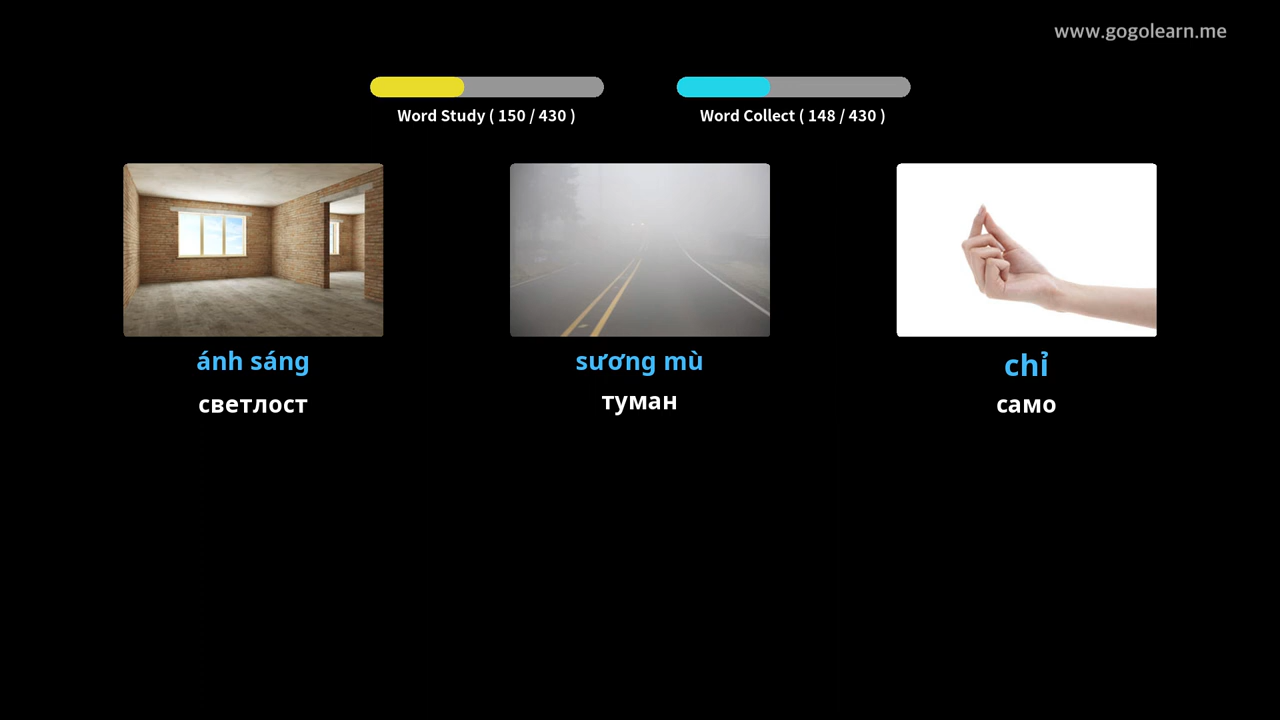 www.gogolearn.me
Word Study ( 150 / 430 )
Word Collect ( 148 / 430 )
ánh sáng
sương mù
chỉ
светлост
туман
само